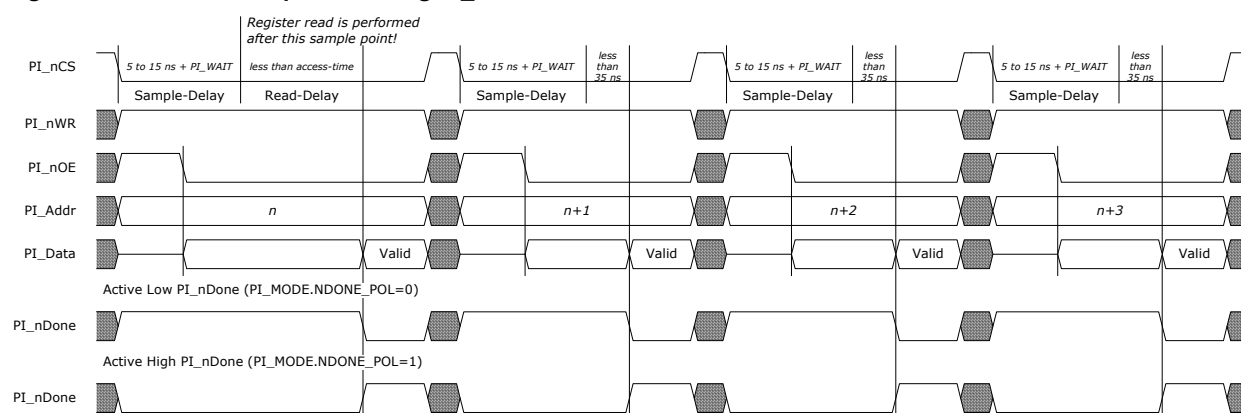 Register read is performed
after this sample point!
PI_nCS
5 to 15 ns + PI_WAIT
less than access-time
5 to 15 ns + PI_WAIT
less
than
35 ns
5 to 15 ns + PI_WAIT
less
than
35 ns
5 to 15 ns + PI_WAIT
less
than
35 ns
Sample-Delay
Read-Delay
Sample-Delay
Sample-Delay
Sample-Delay
PI_nWR
PI_nOE
PI_Addr
n
n+1
n+2
n+3
PI_Data
Valid
Valid
Valid
Valid
Active Low PI_nDone (PI_MODE.NDONE_POL=0)
PI_nDone
Active High PI_nDone (PI_MODE.NDONE_POL=1)
PI_nDone